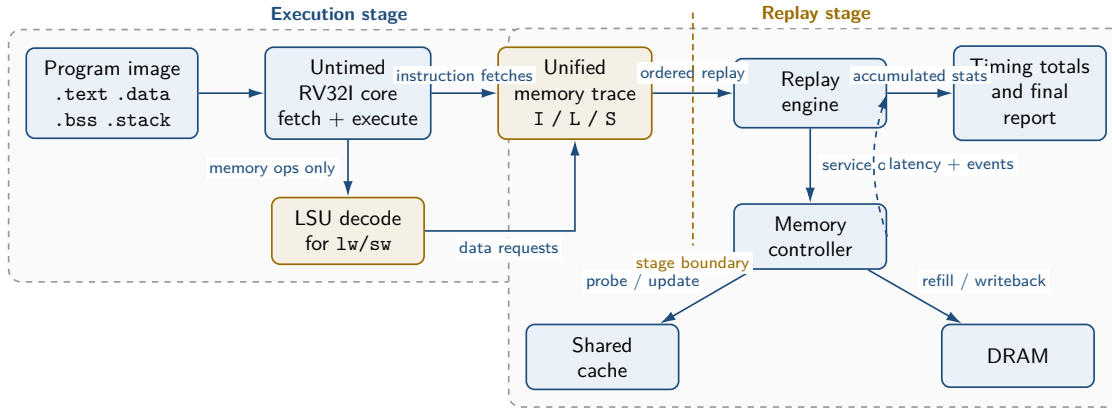 Execution stage
Replay stage
Program image
.text .data
.bss .stack
Untimed
RV32I core
fetch + execute
instruction fetches
Unified
memory trace
I / L / S
ordered replay
Replay
engine
accumulated stats
Timing totals
and final
report
memory ops only
service
latency + events
LSU decode
for lw/sw
data requests
Memory
controller
stage boundary
probe / update
refill / writeback
Shared
cache
DRAM